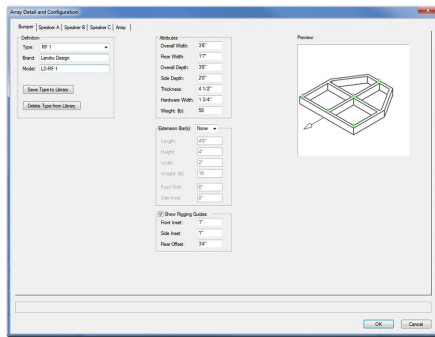 Array Detail and Configuration
Bumper Speaker A Speaker B Speaker C Array
Definition
Type: RF 1
Brand: Landru Design
Model: LD-RF 1
Save Type to Library
Delete Type from Library
Attributes
Overall Width: 3'6"
Rear Width: 1'7"
Overall Depth: 3'6"
Side Depth: 2'0"
Thickness: 4 1/2"
Hardware Width: 1 3/4"
Weight: (lb) 50
Extension Bar(s): None
Length: 4'0"
Height: 4"
Width: 2"
Weight: (lb) 15
Front Shift: 0"
Side Inset: 0"
Show Rigging Guides
Front Inset: 1"
Side Inset: 1"
Rear Offset: 3'4"
Preview:
OK Cancel